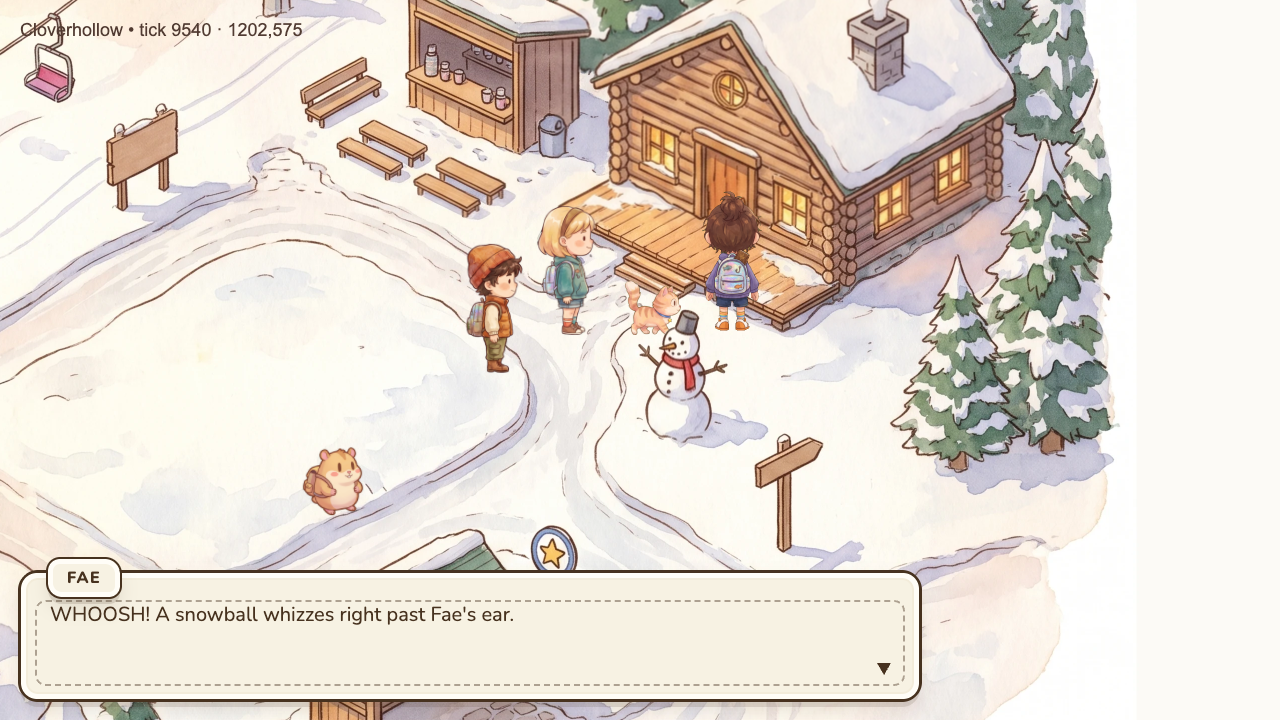 Cloverhollow • tick 9540 · 1202,575
FAE
WHOOSH! A snowball whizzes right past Fae's ear.